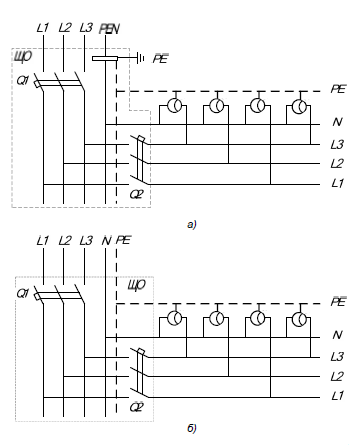 L1 L2 L3 PEN
ЩО
PE
Q1
PE
N
L3
L2
L1
Q2
а)
L1 L2 L3 N PE
ЩО
Q1
PE
N
L3
L2
L1
Q2
б)